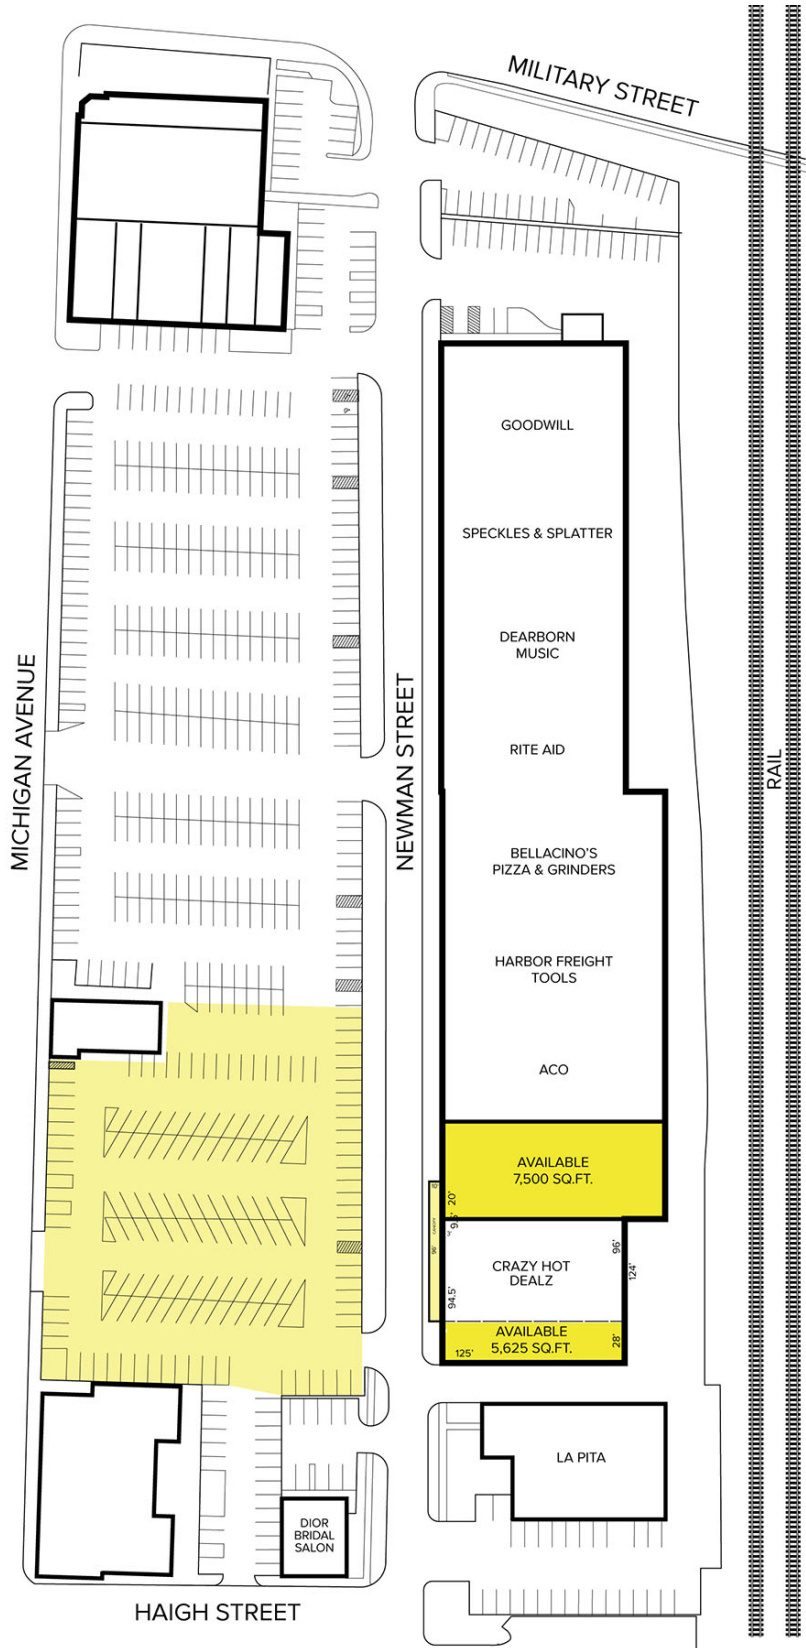 MILITARY STREET
GOODWILL
SPECKLES & SPLATTER
DEARBORN
MUSIC
MICHIGAN AVENUE
NEWMAN STREET
RITE AID
RAIL
BELLACINO'S
PIZZA & GRINDERS
HARBOR FREIGHT
TOOLS
ACO
AVAILABLE
7,500 SQ.FT.
20'
9.5'
CANOPY
96'
CRAZY HOT
DEALZ
96'
124'
94.5'
AVAILABLE
5,625 SQ.FT.
125'
28'
LA PITA
DIOR
BRIDAL
SALON
HAIGH STREET